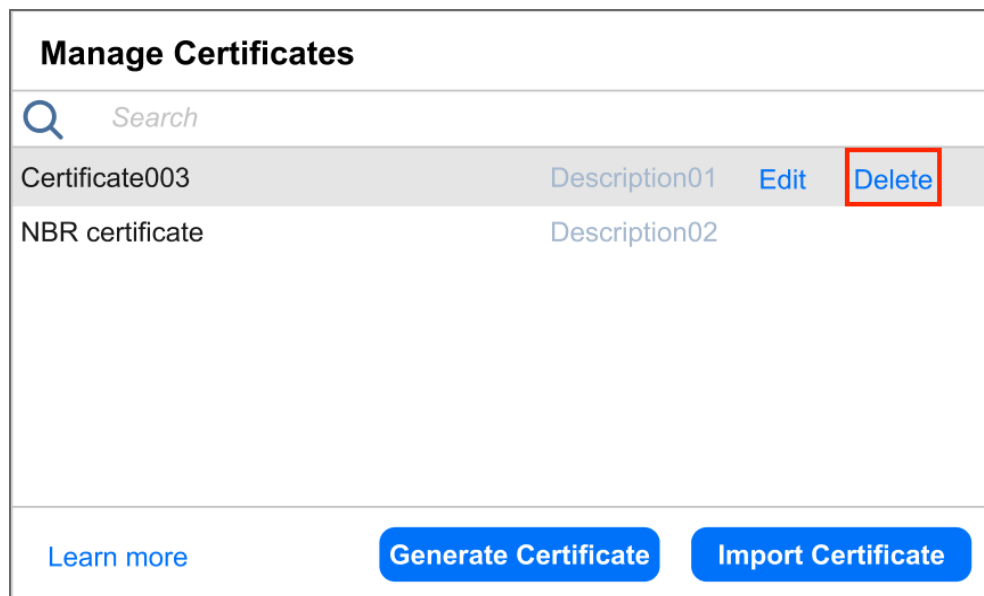 Manage Certificates
Search
Certificate003 Description01 Edit Delete
NBR certificate Description02
Learn more Generate Certificate Import Certificate